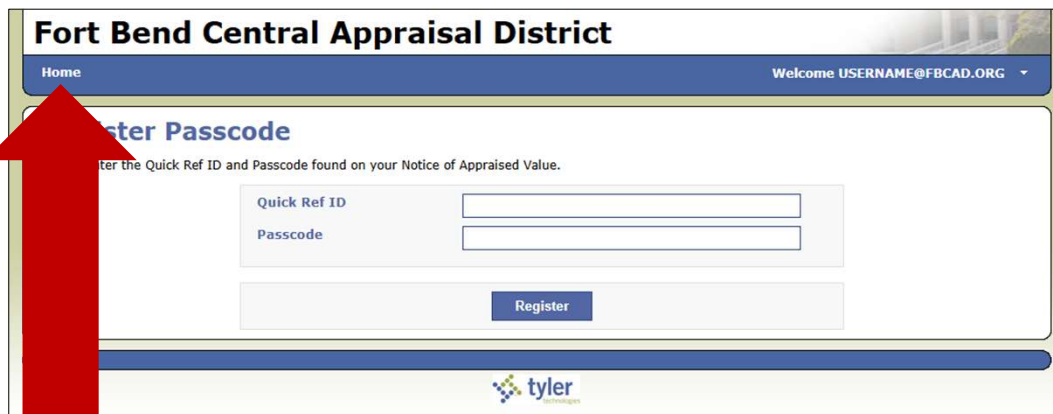 Fort Bend Central Appraisal District
Home Welcome USERNAME@FBCAD.ORG
ster Passcode
ter the Quick Ref ID and Passcode found on your Notice of Appraised Value.
Quick Ref ID
Passcode
Register
tyler
technologies